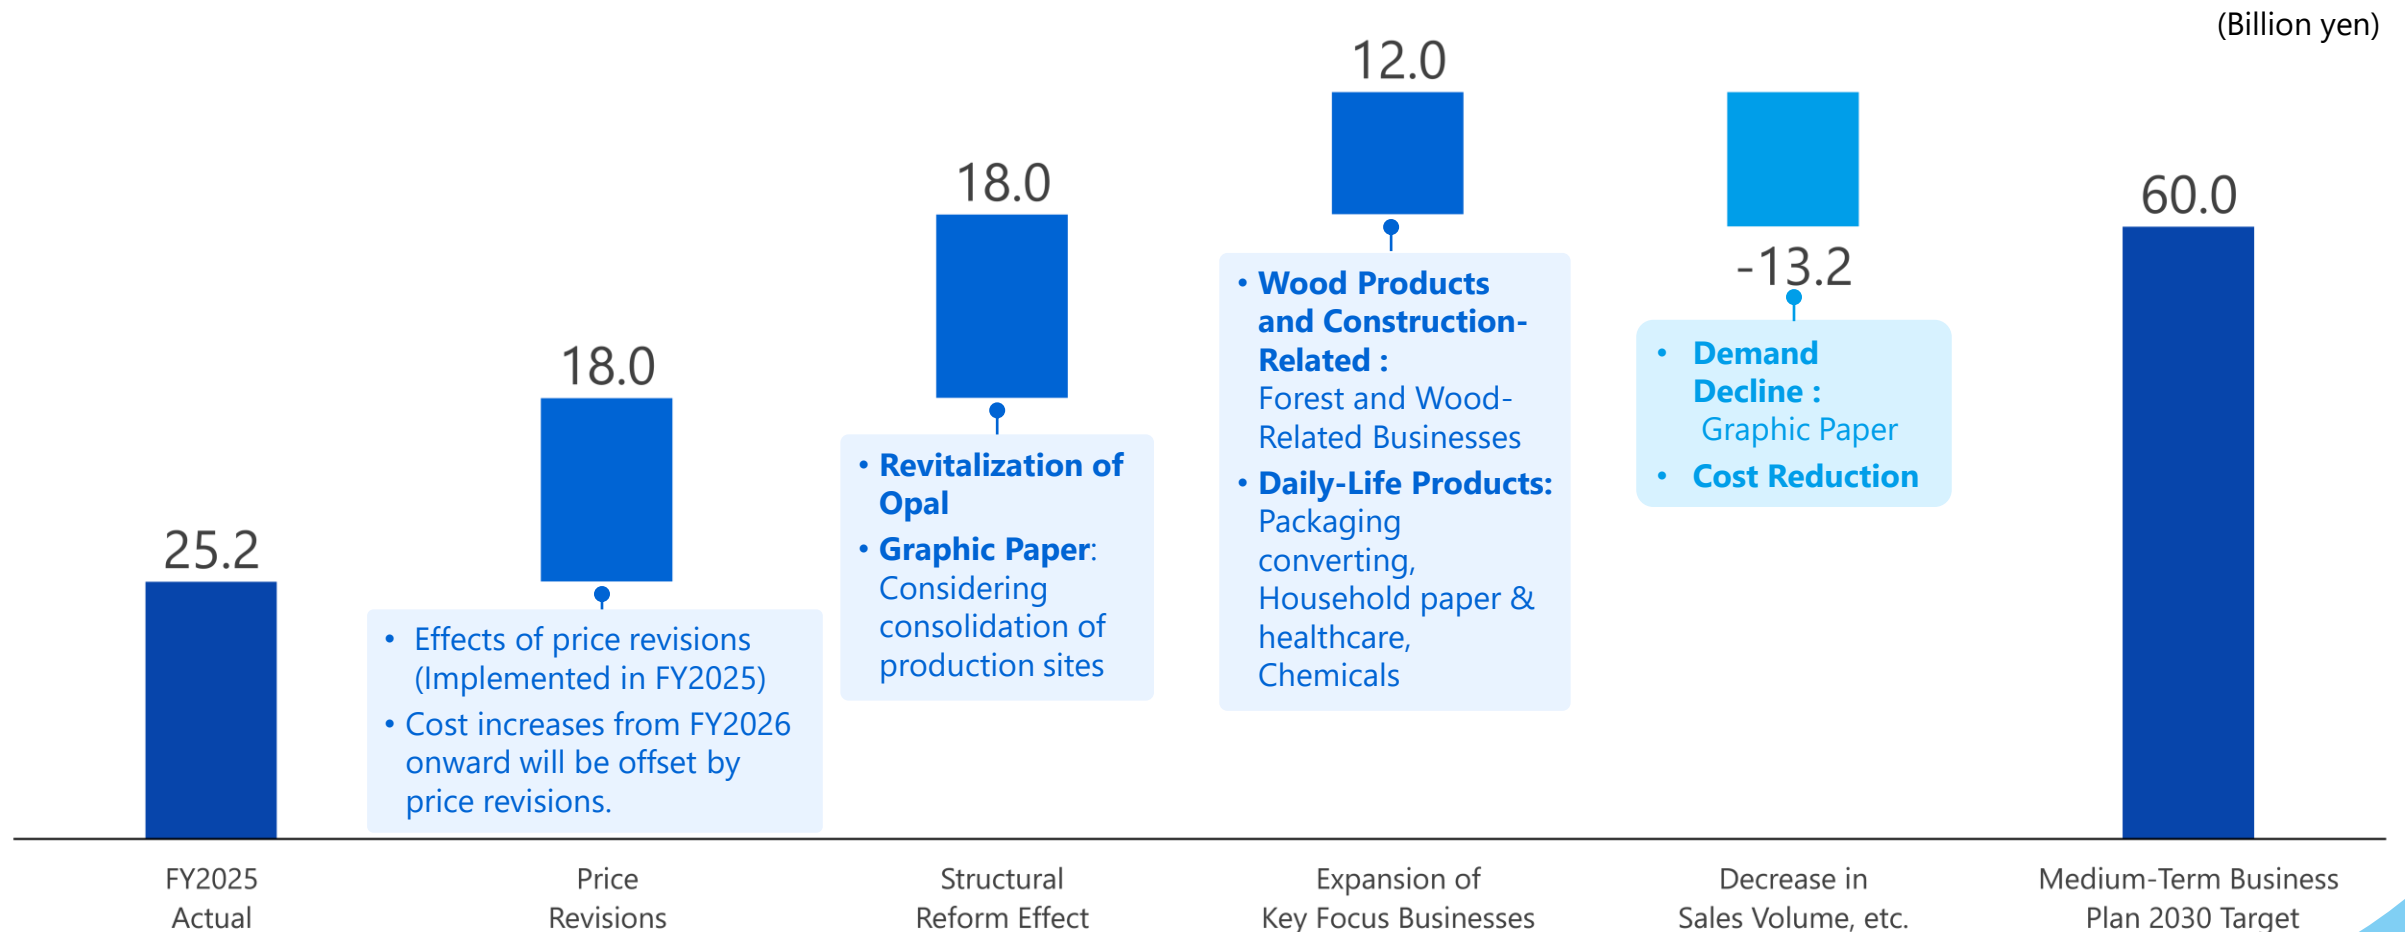 (Billion yen)
25.2
18.0
• Effects of price revisions
(Implemented in FY2025)
• Cost increases from FY2026
onward will be offset by
price revisions.
18.0
• Revitalization of
Opal
• Graphic Paper:
Considering
consolidation of
production sites
12.0
• Wood Products
and Construction-
Related :
Forest and Wood-
Related Businesses
• Daily-Life Products:
Packaging
converting,
Household paper &
healthcare,
Chemicals
-13.2
• Demand
Decline :
Graphic Paper
• Cost Reduction
60.0
FY2025
Actual
Price
Revisions
Structural
Reform Effect
Expansion of
Key Focus Businesses
Decrease in
Sales Volume, etc.
Medium-Term Business
Plan 2030 Target